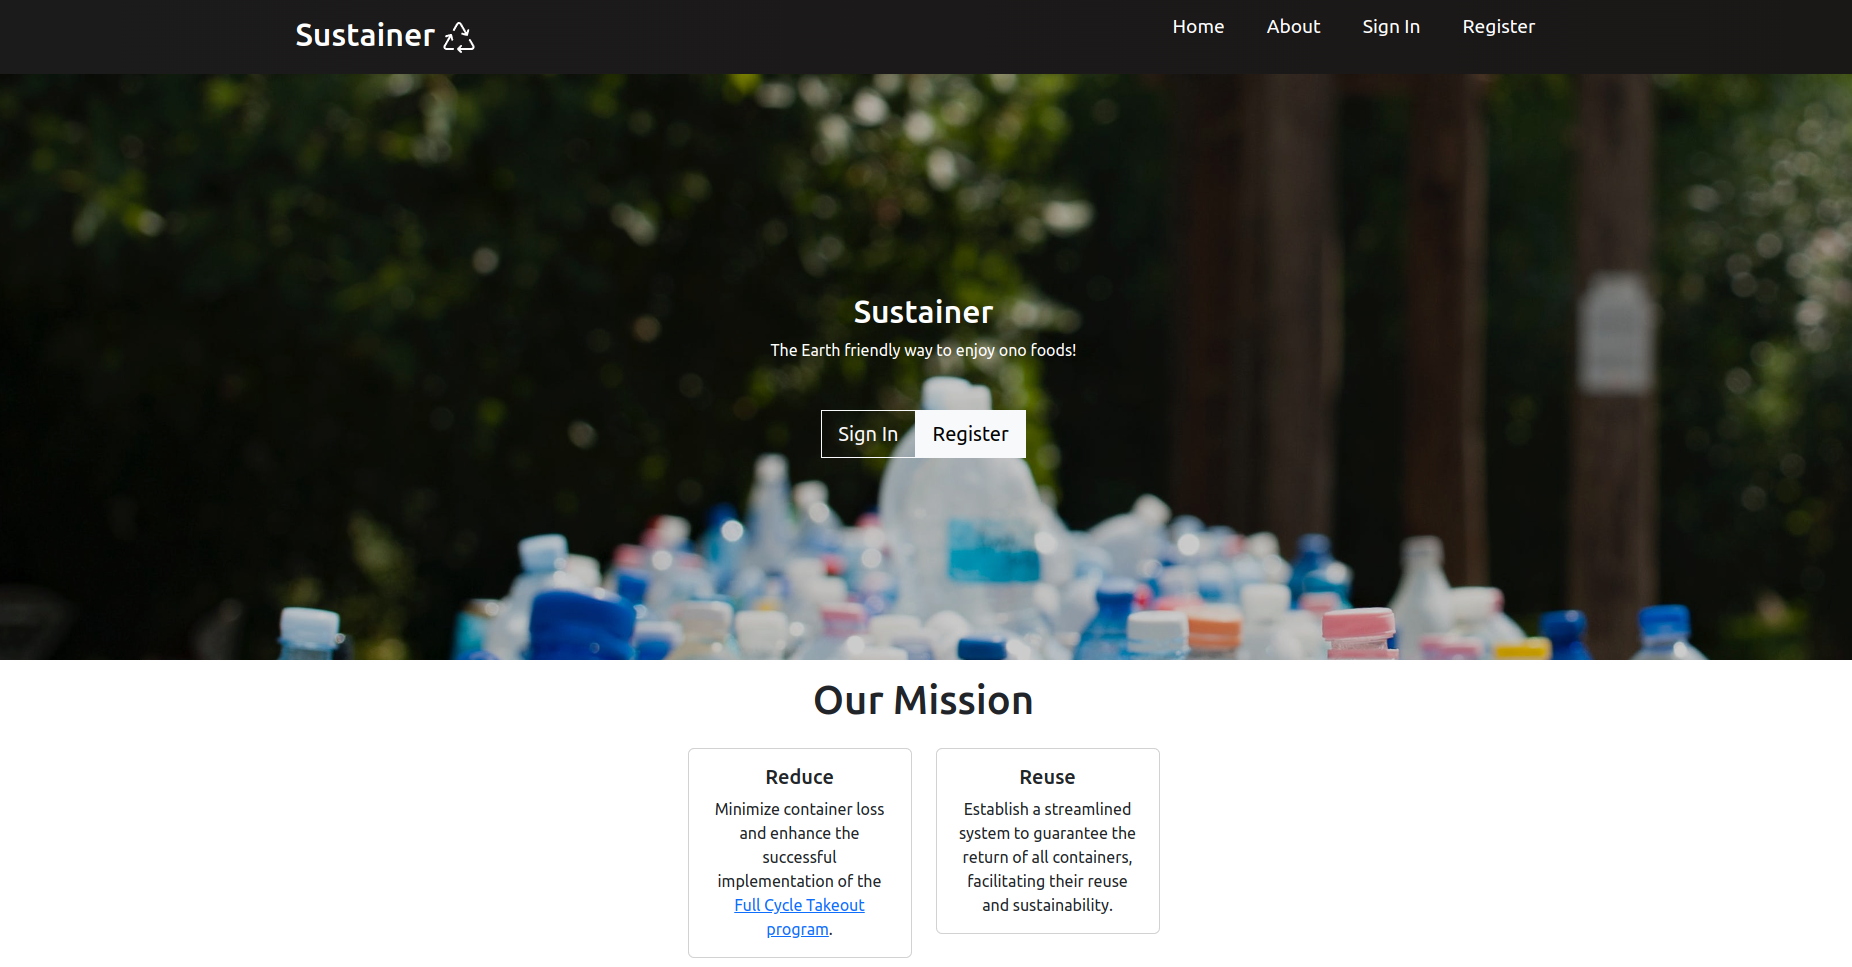 Sustainer
Home About Sign In Register
Sustainer
The Earth friendly way to enjoy ono foods!
Sign In Register
Our Mission
Reduce
Minimize container loss
and enhance the
successful
implementation of the
Full Cycle Takeout
program.
Reuse
Establish a streamlined
system to guarantee the
return of all containers,
facilitating their reuse
and sustainability.